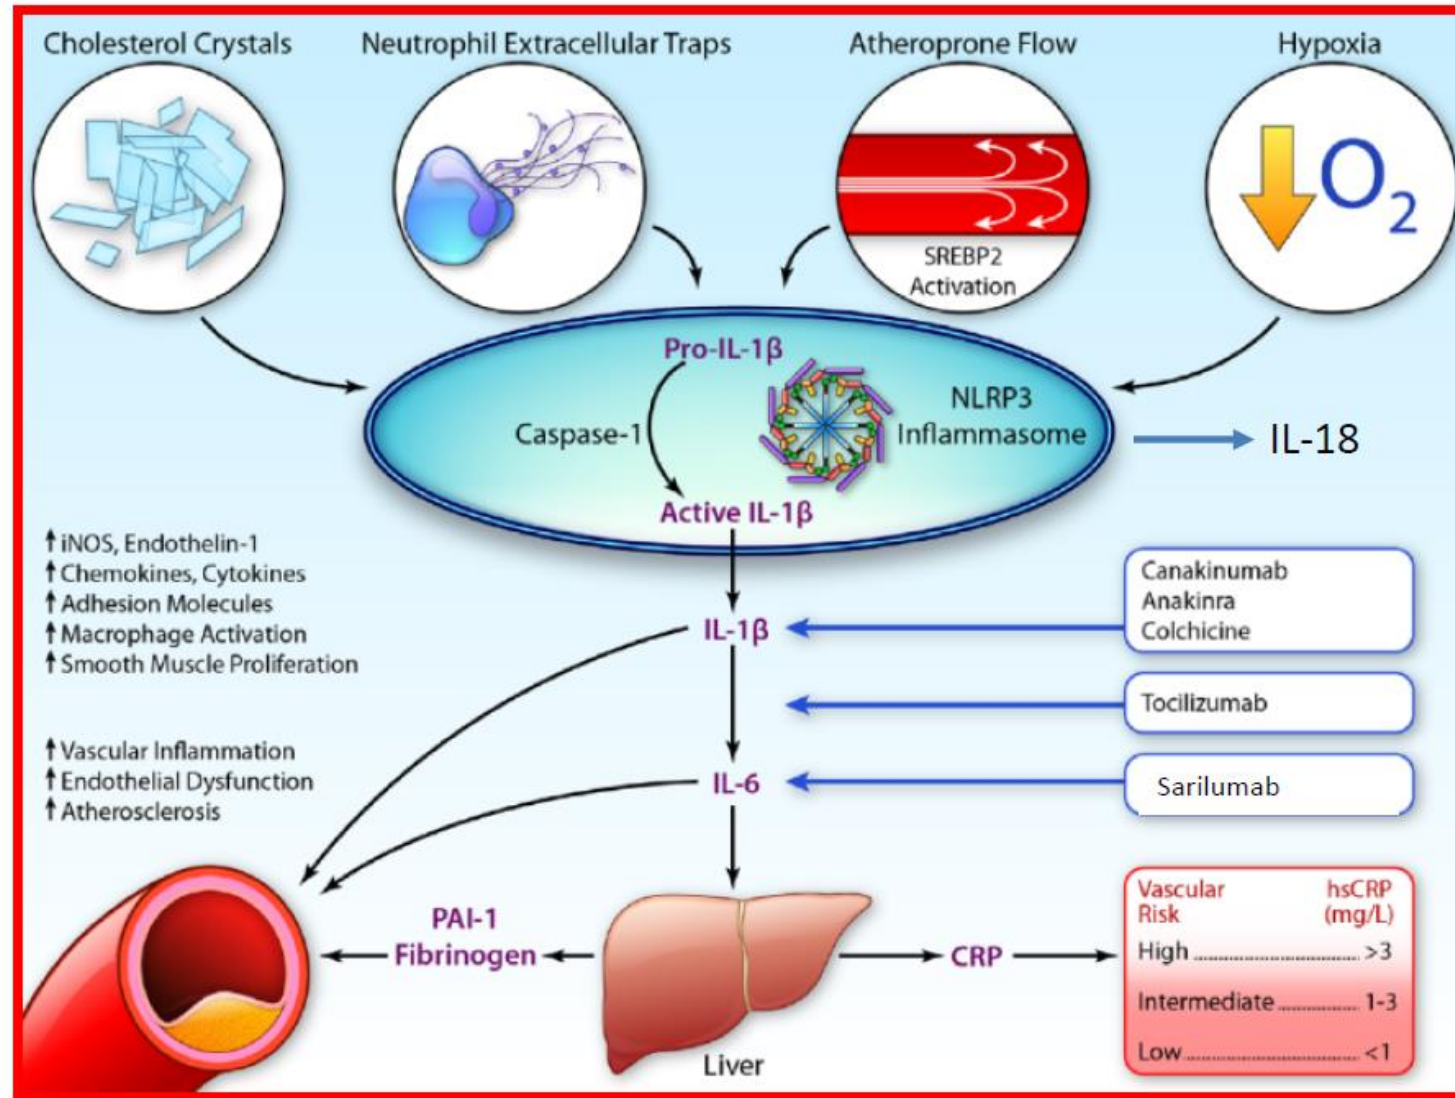 Cholesterol Crystals
Neutrophil Extracellular Traps
Atheroprone Flow
Hypoxia
O2
SREBP2
Activation
Pro-IL-1β
Caspase-1
NLRP3
Inflammasome
Active IL-1β
IL-18
↑iNOS, Endothelin-1
↑Chemokines, Cytokines
↑Adhesion Molecules
↑Macrophage Activation
↑Smooth Muscle Proliferation
IL-1β
Canakinumab
Anakinra
Colchicine
Tocilizumab
↑Vascular Inflammation
↑Endothelial Dysfunction
↑Atherosclerosis
IL-6
Sarilumab
PAI-1
Fibrinogen
Liver
CRP
Vascular Risk hsCRP (mg/L)
High >3
Intermediate 1-3
Low <1